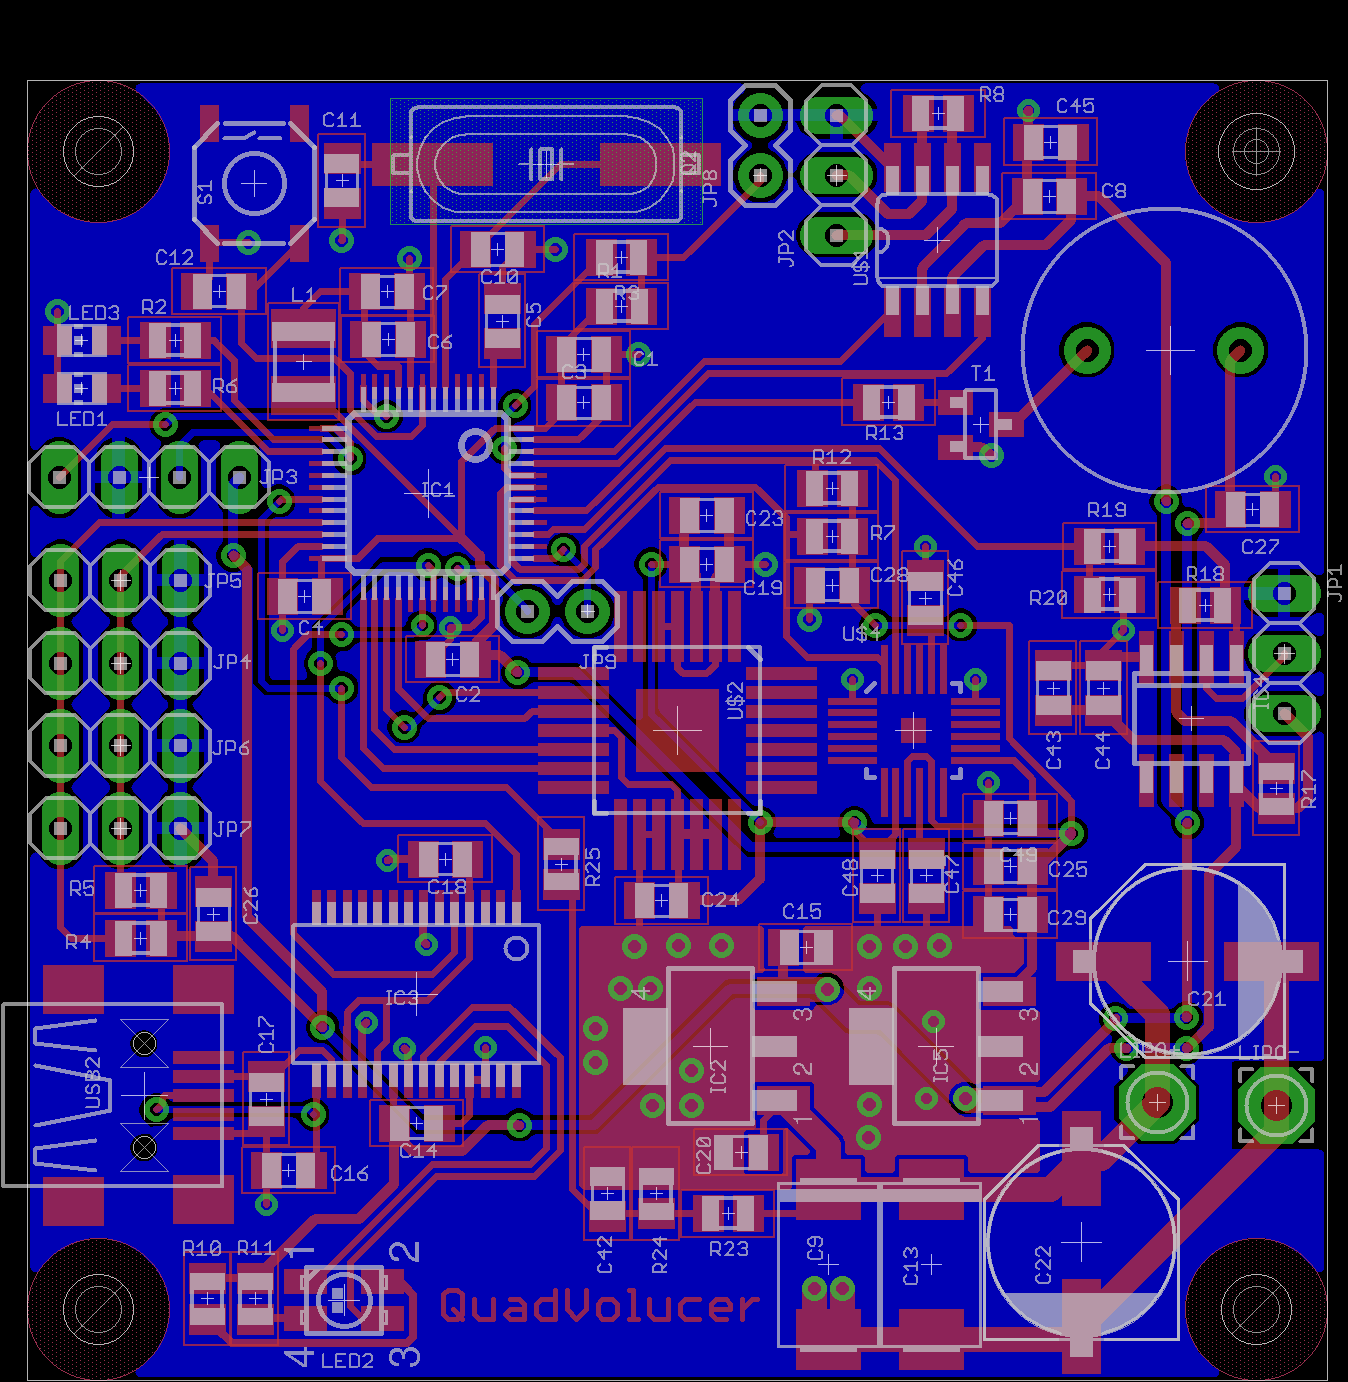 C11
R8
C45
S1
Q2
JP8
C8
JP2
U$1
C12
C10
R1
L1
C7
R3
C5
LED3
R2
C6
C1
C3
T1
LED1
R6
R13
JP3
IC1
R12
C23
R7
R19
C27
JP5
C19
C28
C46
R20
R18
JP1
C4
U$4
JP4
C2
JP9
U$2
IC4
JP6
C43
C44
R17
JP7
R5
C26
C18
R25
C24
C48
C47
C49
C25
C29
R4
C15
IC3
4
4
C21
C17
3
3
LIPO+
LIPO-
USB2
IC2
IC5
2
2
1
1
C14
C20
C16
R10
R11
1
2
C42
R24
R23
C9
C13
C22
QuadVolucer
4
LED2
3